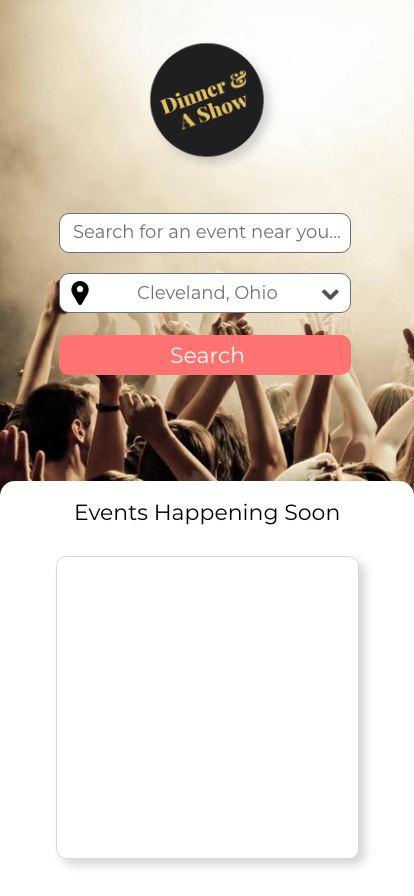 Dinner &
A Show
Search for an event near you...
Cleveland, Ohio
Search
Events Happening Soon